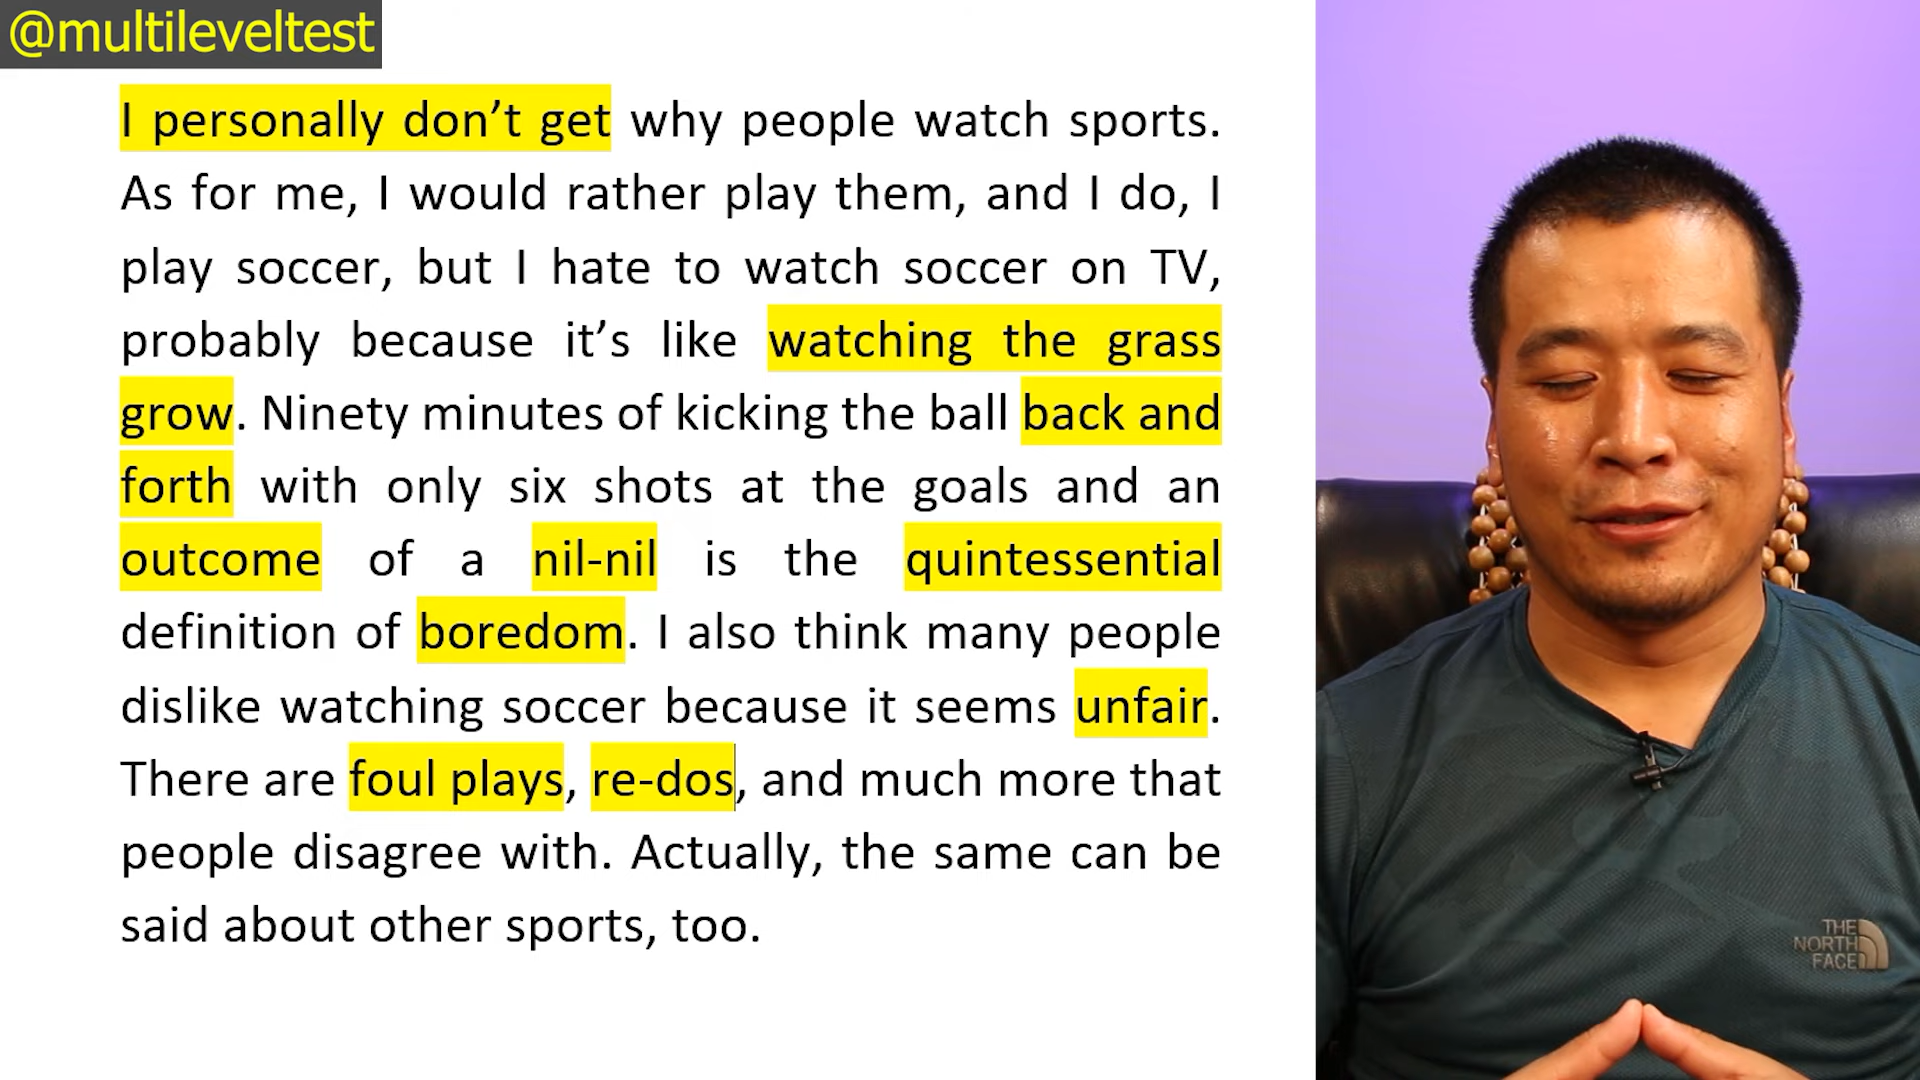 @multileveltest
I personally don’t get why people watch sports.
As for me, I would rather play them, and I do, I
play soccer, but I hate to watch soccer on TV,
probably because it’s like watching the grass
grow. Ninety minutes of kicking the ball back and
forth with only six shots at the goals and an
outcome of a nil-nil is the quintessential
definition of boredom. I also think many people
dislike watching soccer because it seems unfair.
There are foul plays, re-dos, and much more that
people disagree with. Actually, the same can be
said about other sports, too.
THE
NORTH
FACE